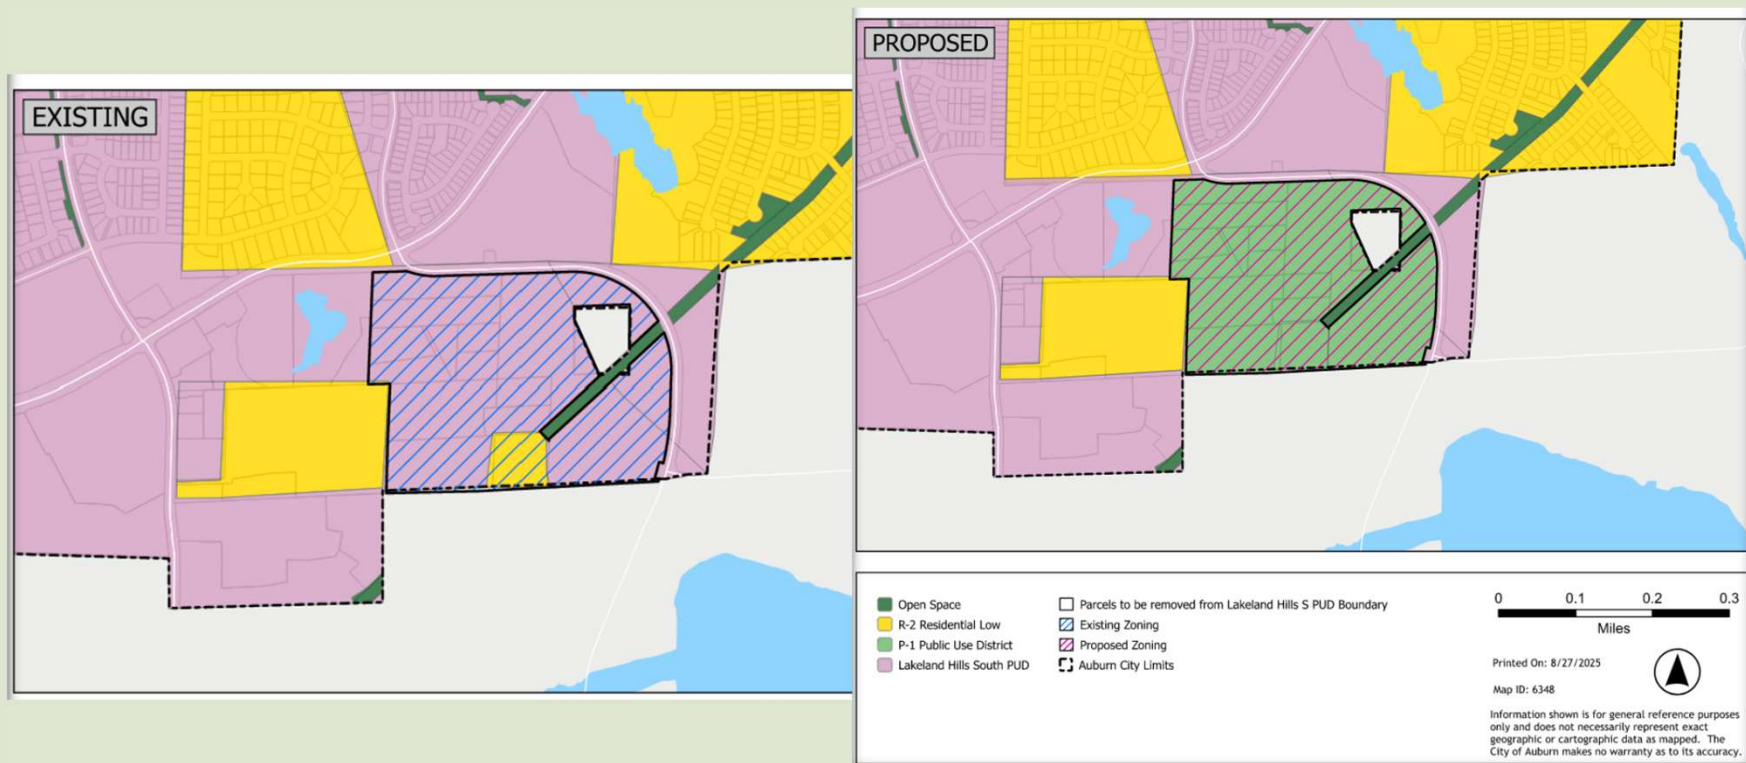 EXISTING
PROPOSED
Open Space
R-2 Residential Low
P-1 Public Use District
Lakeland Hills South PUD
Parcels to be removed from Lakeland Hills S PUD Boundary
Existing Zoning
Proposed Zoning
Auburn City Limits
0 0.1 0.2 0.3
Miles
Printed On: 8/27/2025
Map ID: 6348
Information shown is for general reference purposes
only and does not necessarily represent exact
geographic or cartographic data as mapped. The
City of Auburn makes no warranty as to its accuracy.